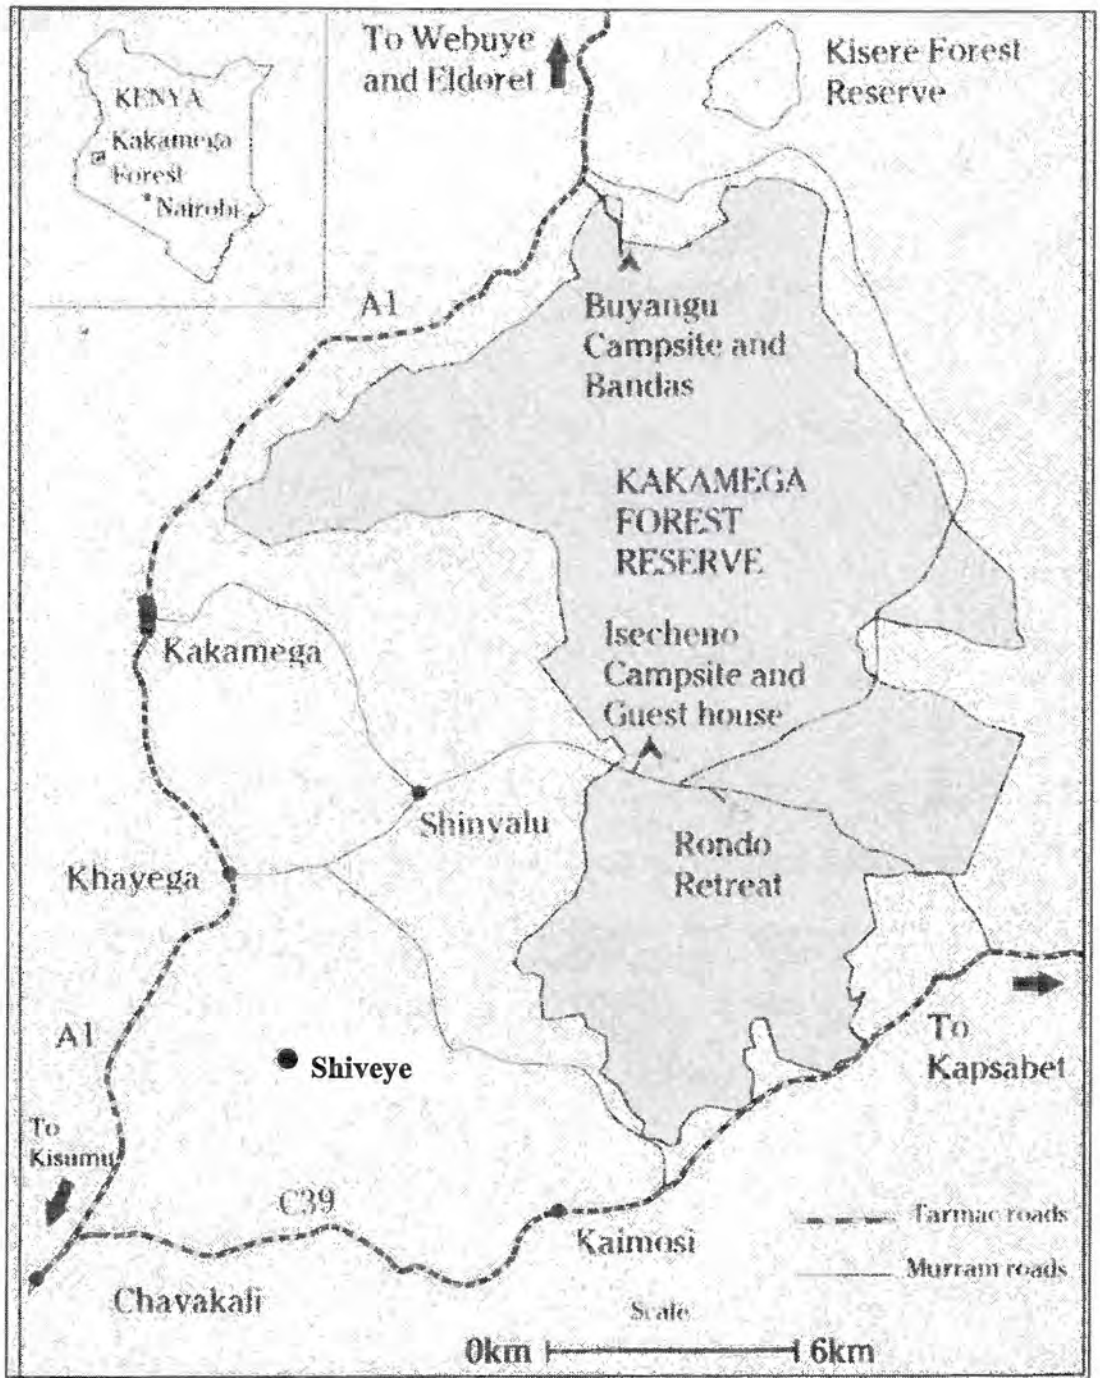 To Webuye
and Eldoret
Kisere Forest
Reserve
KENYA
Kakamega
Forest
Nairobi
A1
Buyangu
Campsite and
Bandas
KAKAMEGA
FOREST
RESERVE
Isecheno
Campsite and
Guest house
Kakamega
Shinvalu
Khayega
Rondo
Retreat
A1
Shiveye
To
Kapsabet
To
Kisumu
C39
Kaimosi
Chavakali
Tarmac roads
Murram roads
Scale
0km
6km